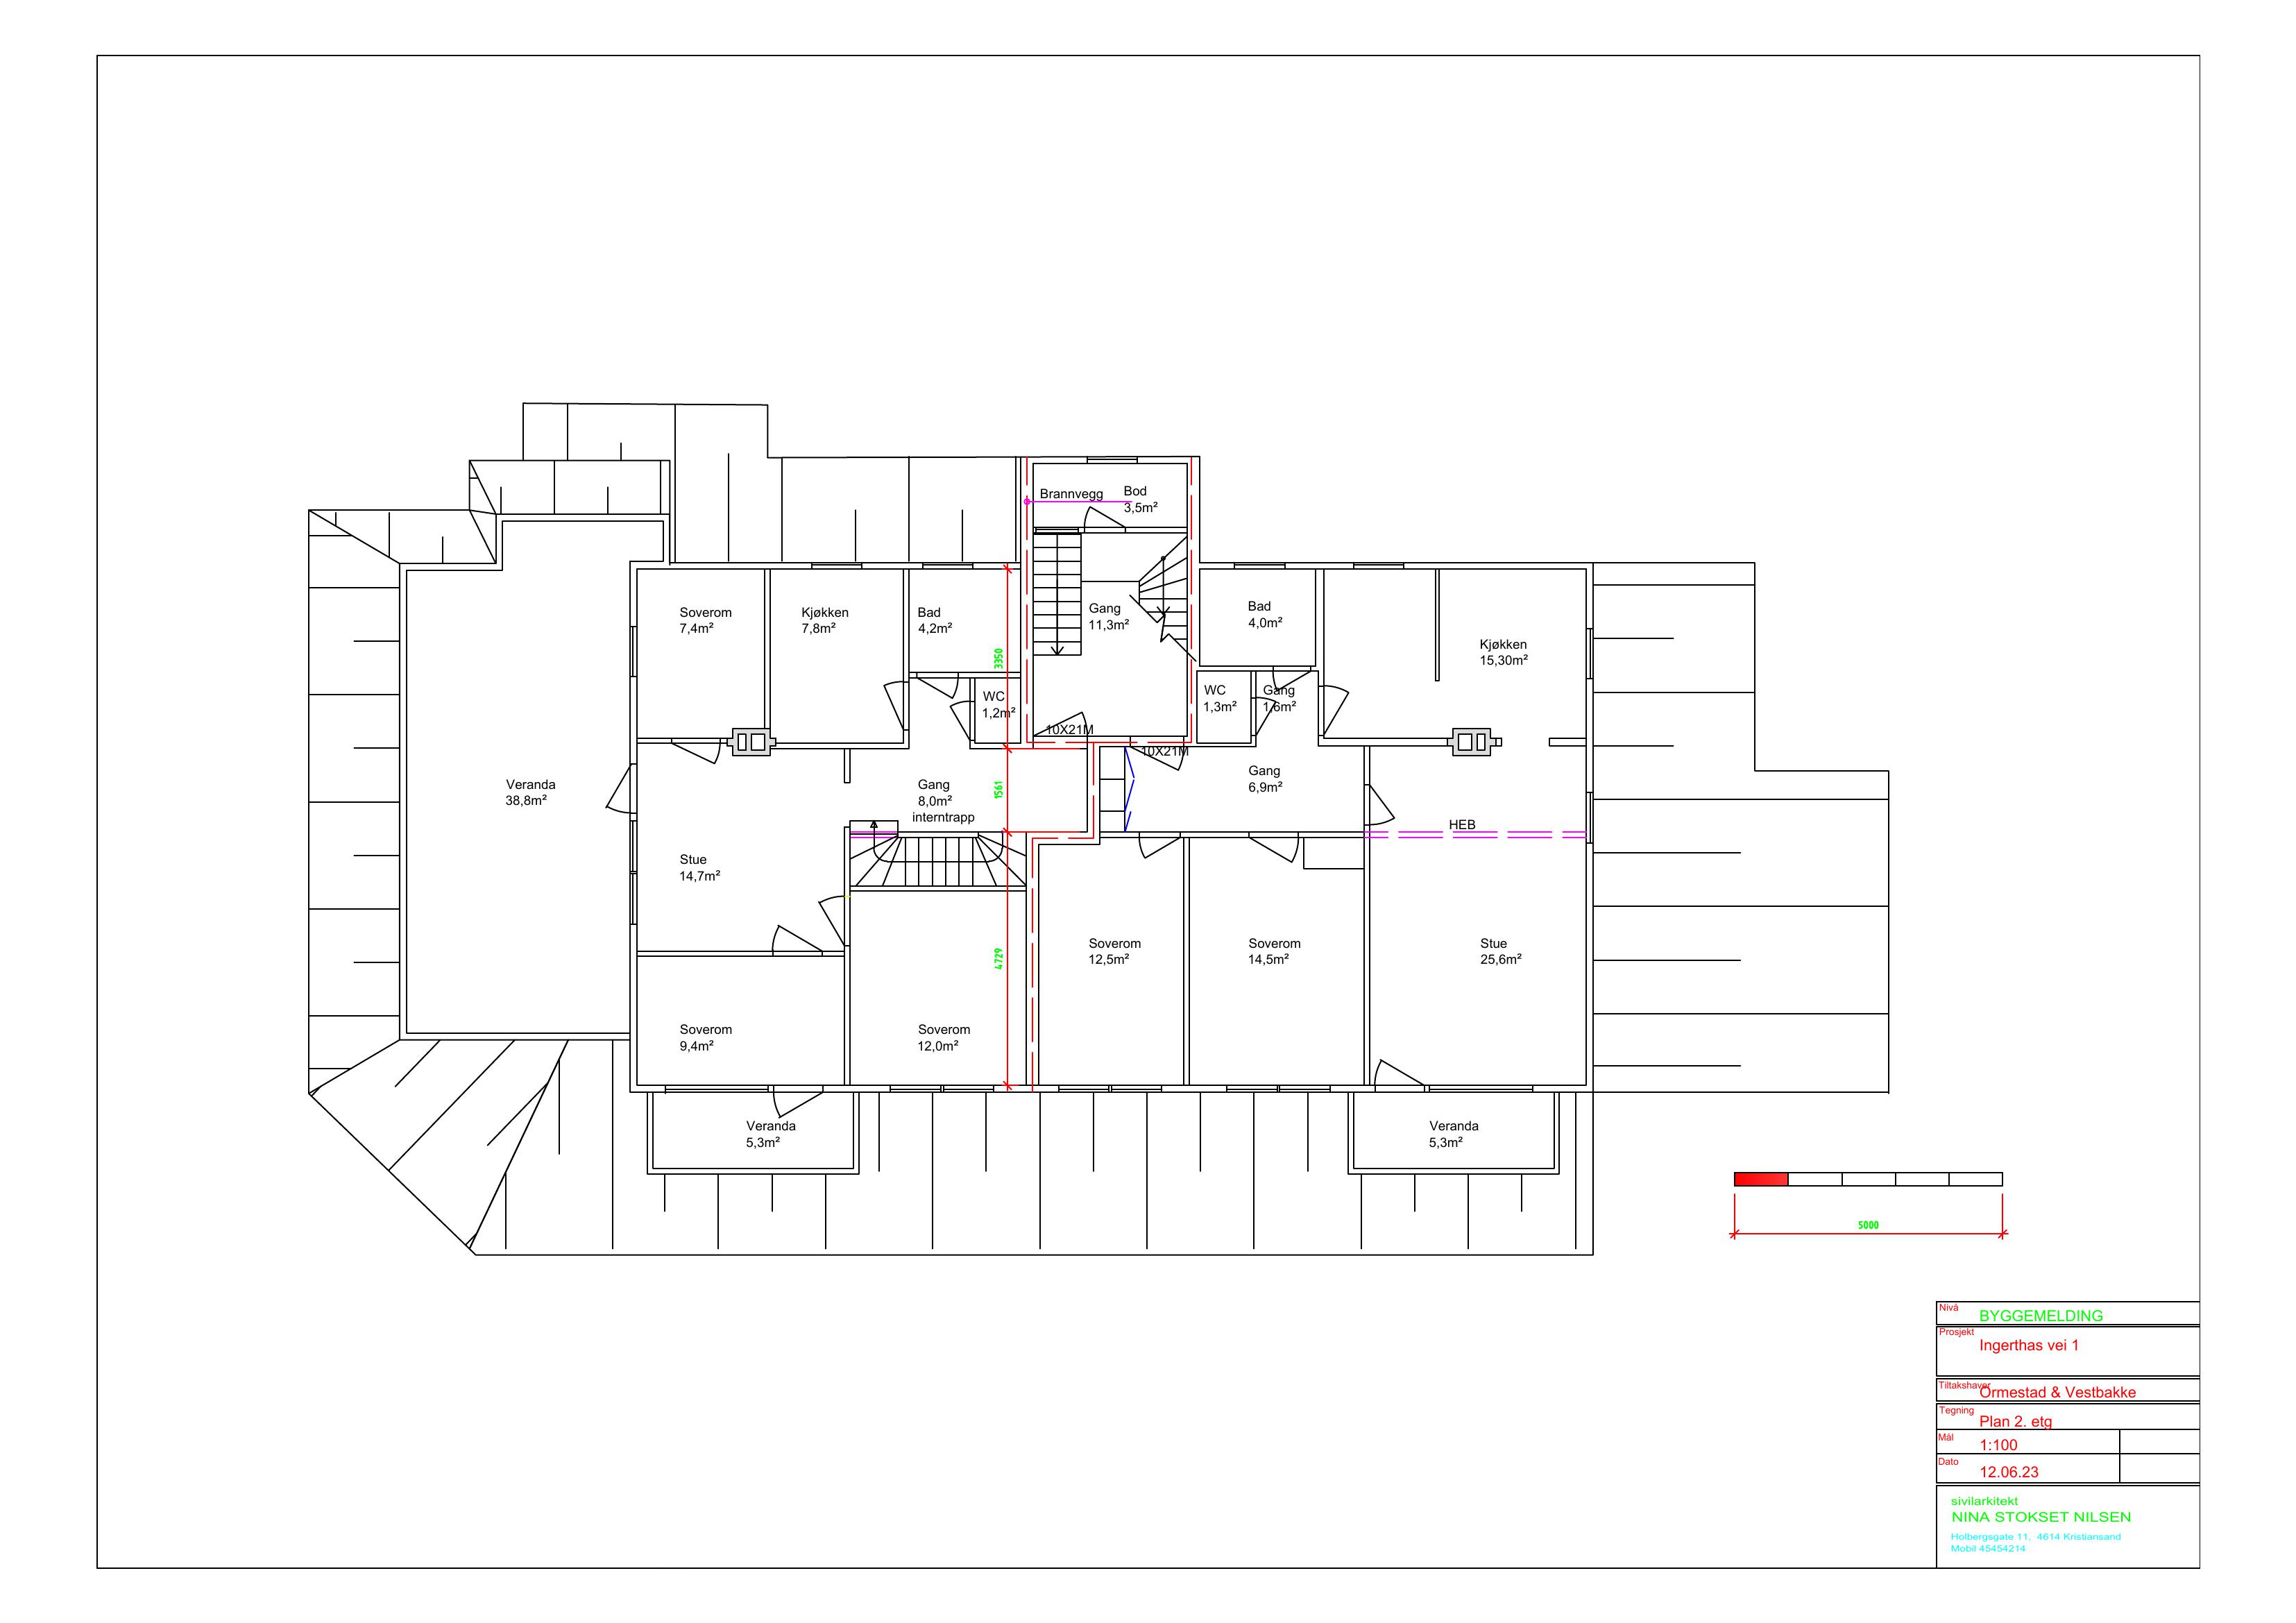 Brannvegg
Bod
3,5m²
Soverom
7,4m²
Kjøkken
7,8m²
Bad
4,2m²
Gang
11,3m²
Bad
4,0m²
Kjøkken
15,30m²
3350
WC
1,2m²
WC
1,3m²
Gang
1,6m²
10X21M
10X21M
Veranda
38,8m²
Gang
8,0m²
interntrapp
1561
Gang
6,9m²
HEB
Stue
14,7m²
4729
Soverom
12,5m²
Soverom
14,5m²
Stue
25,6m²
Soverom
9,4m²
Soverom
12,0m²
Veranda
5,3m²
Veranda
5,3m²
5000
Nivå
BYGGEMELDING
Prosjekt
Ingerthas vei 1
Tiltakshaver
Ormestad & Vestbakke
Tegning
Plan 2. etg
Mål
1:100
Dato
12.06.23
sivilarkitekt
NINA STOKSET NILSEN
Holbergsgate 11, 4614 Kristiansand
Mobil 45454214